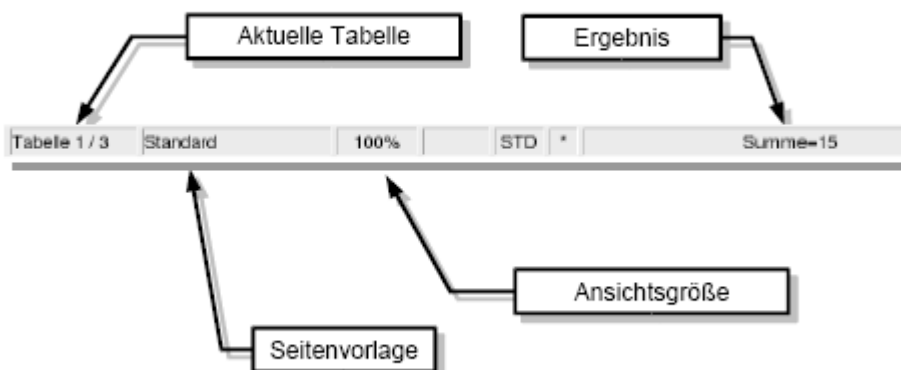 Aktuelle Tabelle
Ergebnis
Tabelle 1 / 3 Standard 100% STD * Summe=15
Ansichtsgröße
Seitenvorlage